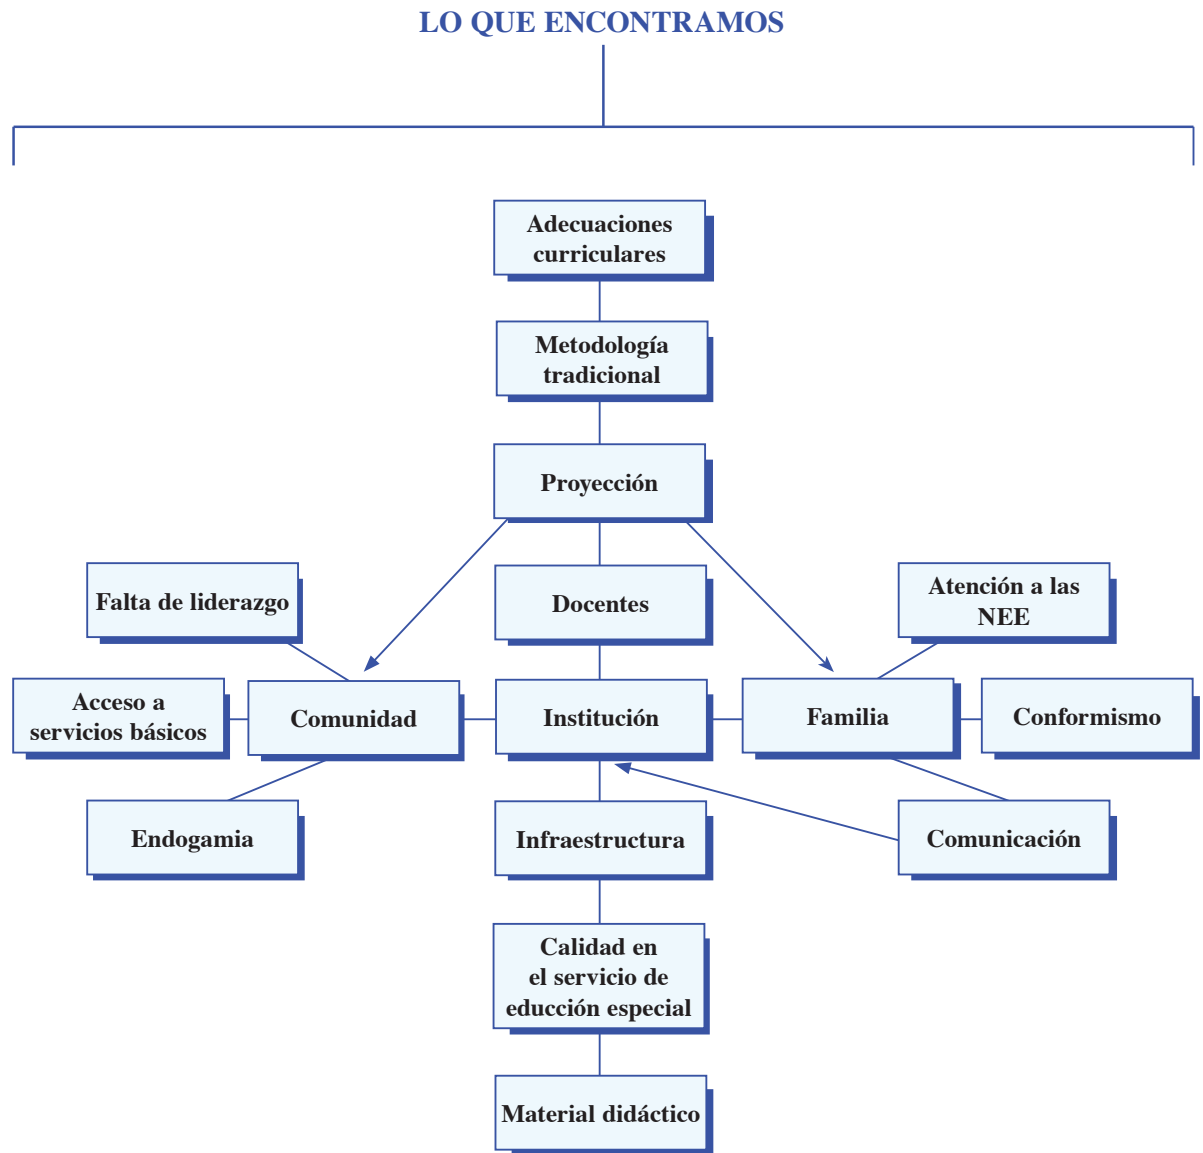 LO QUE ENCONTRAMOS
Adecuaciones
curriculares
Metodología
tradicional
Proyección
Falta de liderazgo
Docentes
Atención a las
NEE
Acceso a
servicios básicos
Comunidad
Institución
Familia
Conformismo
Endogamia
Infraestructura
Comunicación
Calidad en
el servicio de
educción especial
Material didáctico